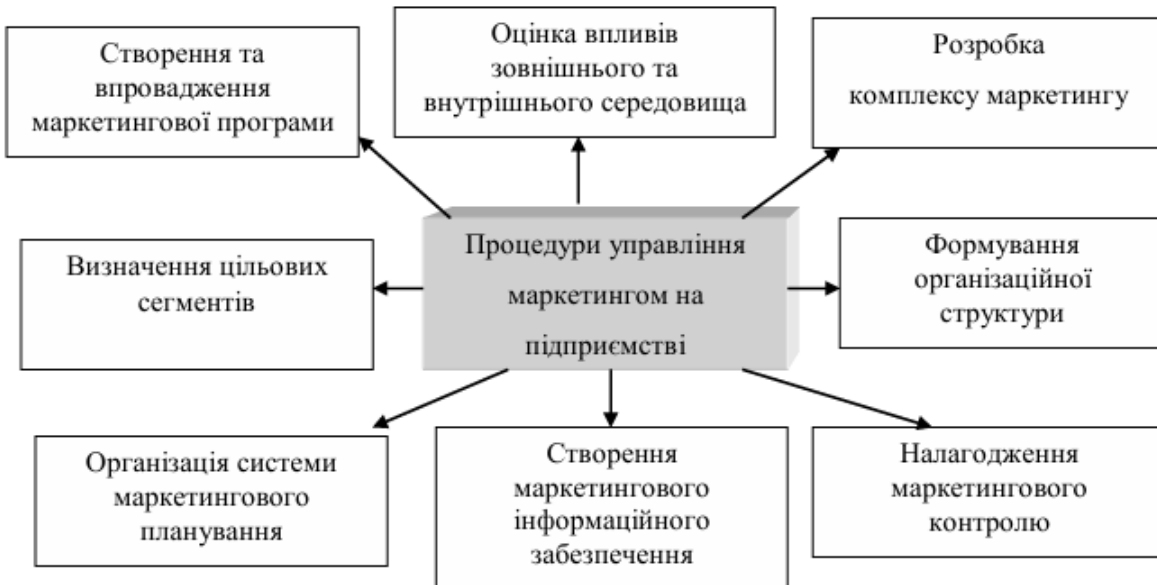 Створення та
впровадження
маркетингової програми
Оцінка впливів
зовнішнього та
внутрішнього середовища
Розробка
комплексу маркетингу
Визначення цільових
сегментів
Процедури управління
маркетингом на
підприємстві
Формування
організаційної
структури
Організація системи
маркетингового
планування
Створення
маркетингового
інформаційного
забезпечення
Налагодження
маркетингового
контролю